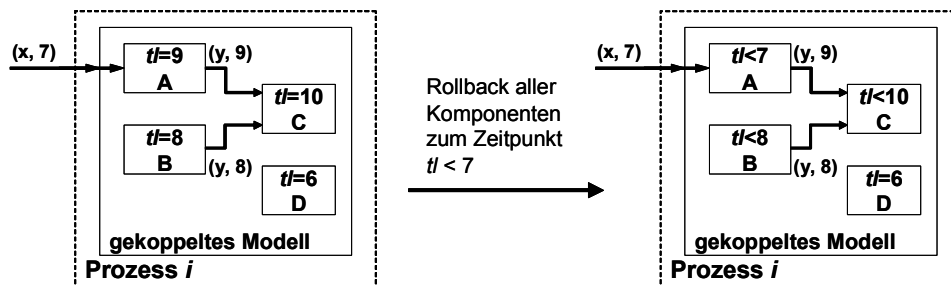 (x, 7)
tl=9
A
(y, 9)
tl=10
C
tl=8
B
(y, 8)
tl=6
D
gekoppeltes Modell
Prozess i
Rollback aller
Komponenten
zum Zeitpunkt
tl < 7
(x, 7)
tl<7
A
(y, 9)
tl<10
C
tl<8
B
(y, 8)
tl=6
D
gekoppeltes Modell
Prozess i